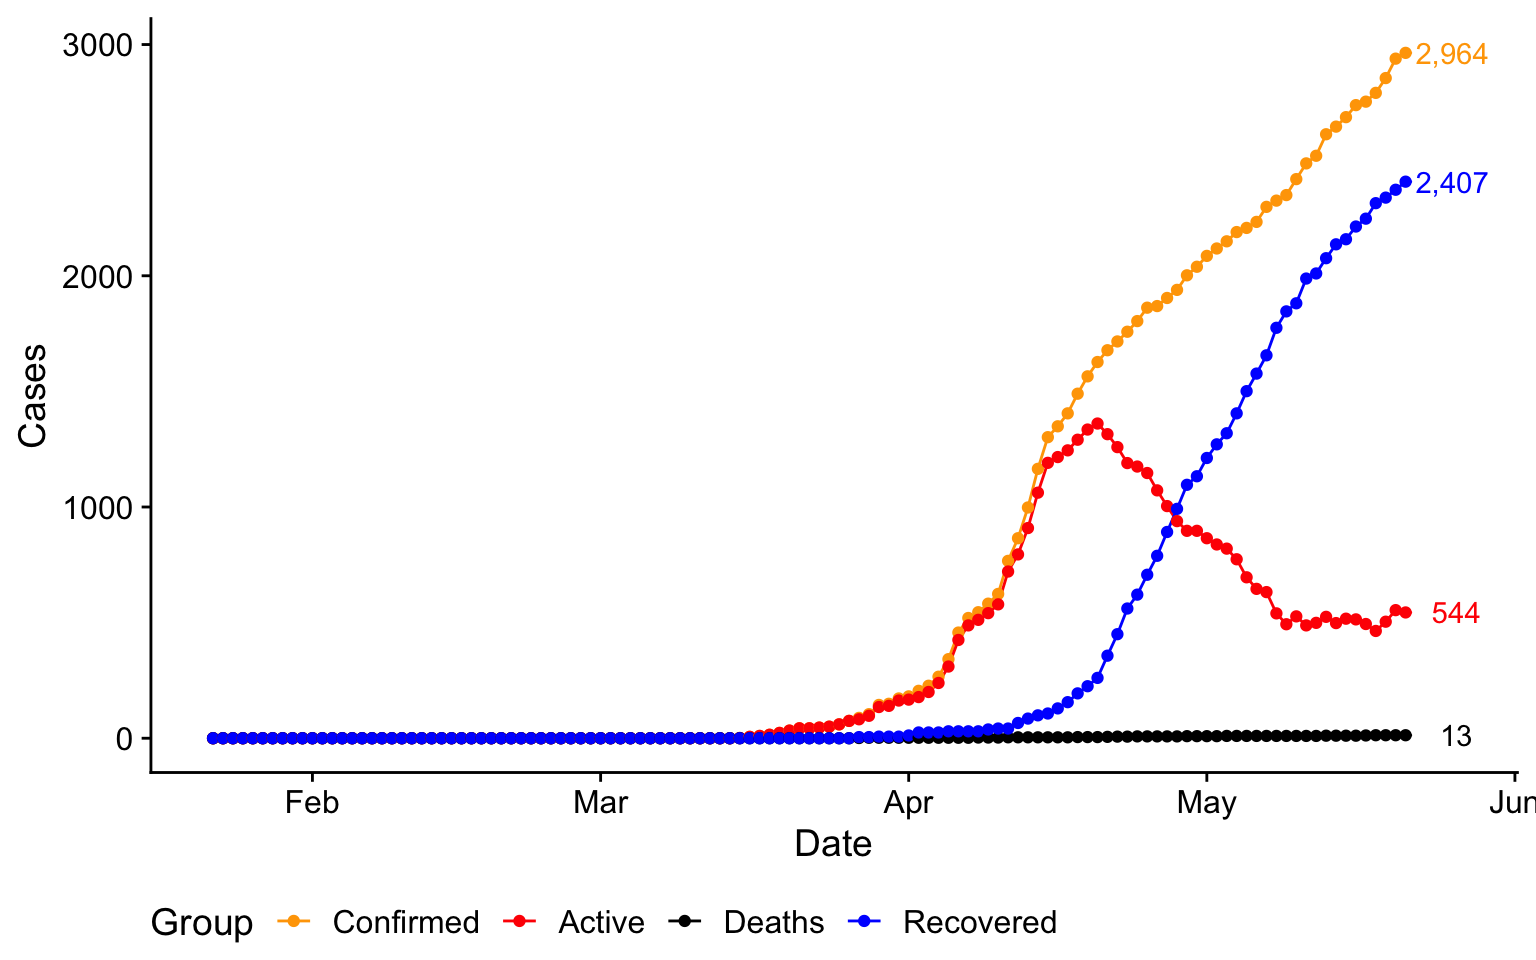 3000
2,964
2,407
2000
Cases
1000
544
0
13
Feb Mar Apr May Jun
Date
Group Confirmed Active Deaths Recovered